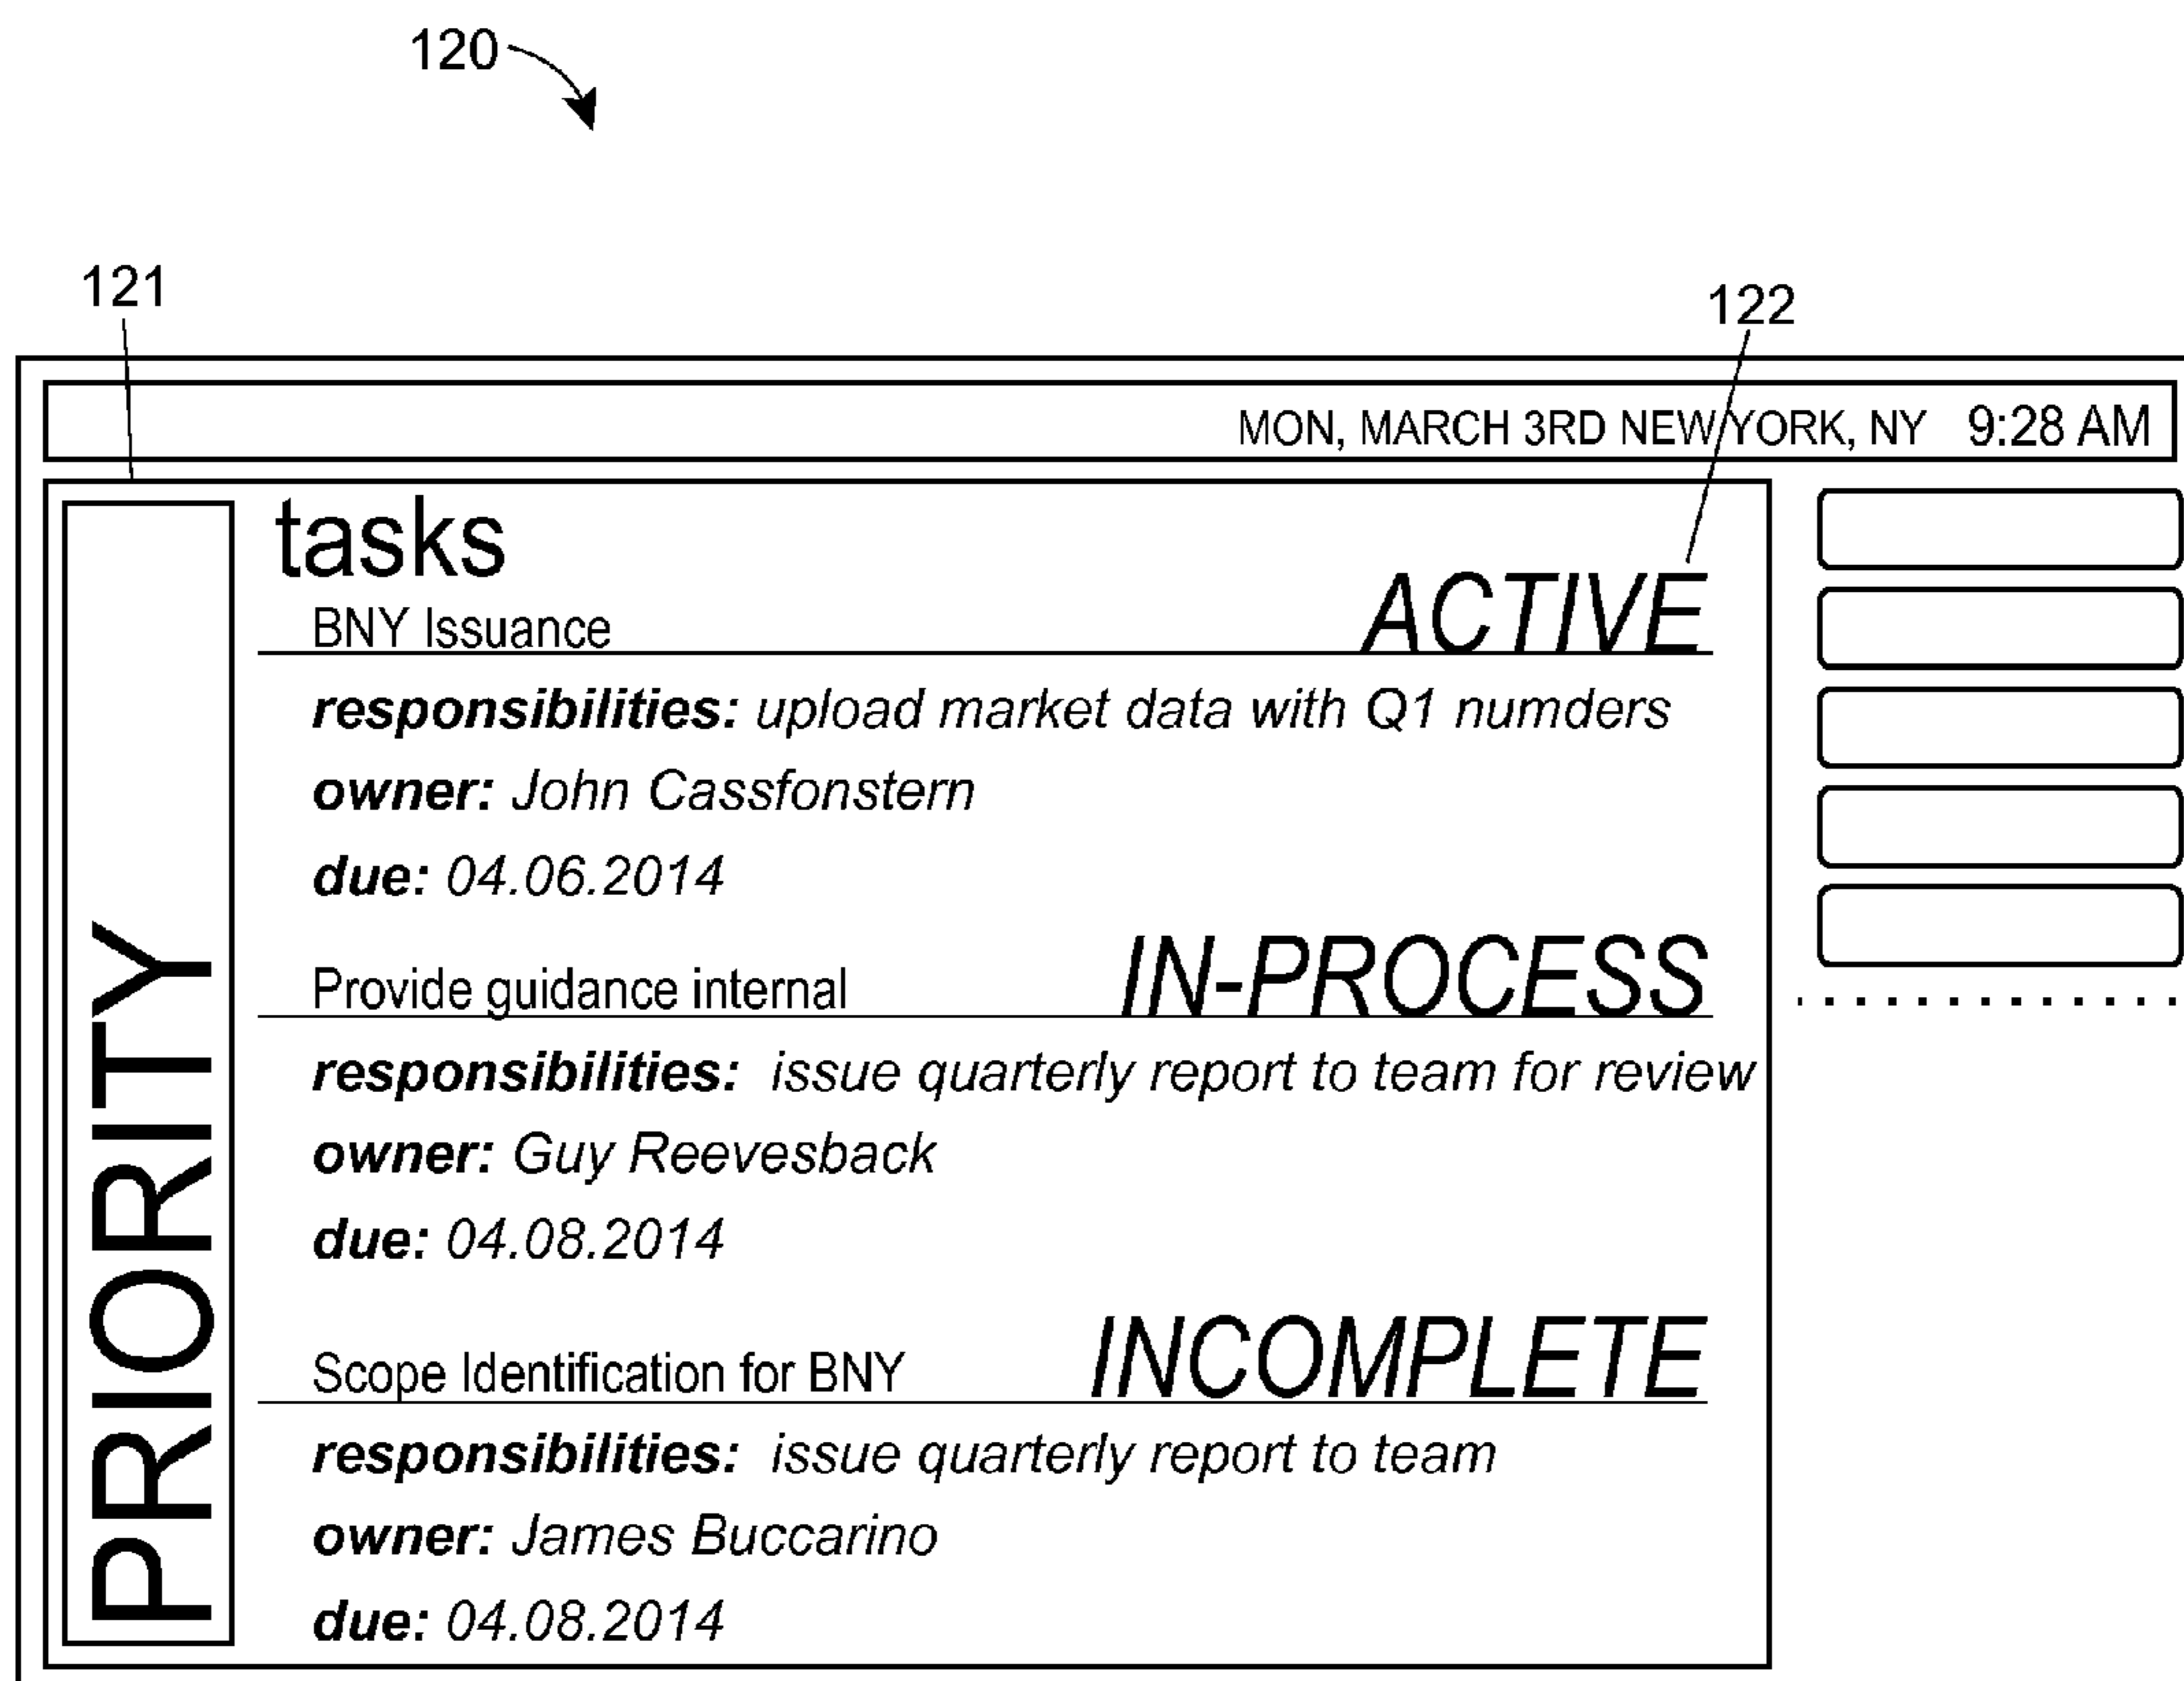 120
121
122
MON, MARCH 3RD NEW YORK, NY 9:28 AM
PRIORITY
tasks
BNY Issuance ACTIVE
responsibilities: upload market data with Q1 numders
owner: John Cassfonstern
due: 04.06.2014
Provide guidance internal IN-PROCESS
responsibilities: issue quarterly report to team for review
owner: Guy Reevesback
due: 04.08.2014
Scope Identification for BNY INCOMPLETE
responsibilities: issue quarterly report to team
owner: James Buccarino
due: 04.08.2014